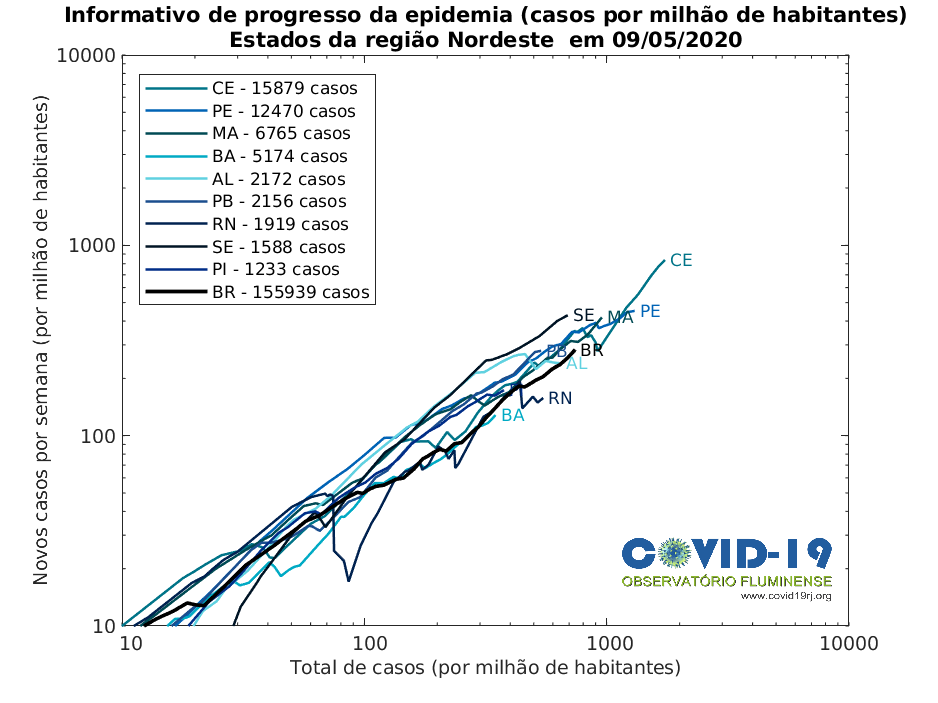 Informativo de progresso da epidemia (casos por milhão de habitantes)
Estados da região Nordeste em 09/05/2020
Novos casos por semana (por milhão de habitantes)
10000
1000
100
10
CE - 15879 casos
PE - 12470 casos
MA - 6765 casos
BA - 5174 casos
AL - 2172 casos
PB - 2156 casos
RN - 1919 casos
SE - 1588 casos
PI - 1233 casos
BR - 155939 casos
CE
PE
SE
MA
PB
BR
AL
RN
BA
COVID-19
OBSERVATÓRIO FLUMINENSE
www.covid19rj.org
10
100
1000
10000
Total de casos (por milhão de habitantes)